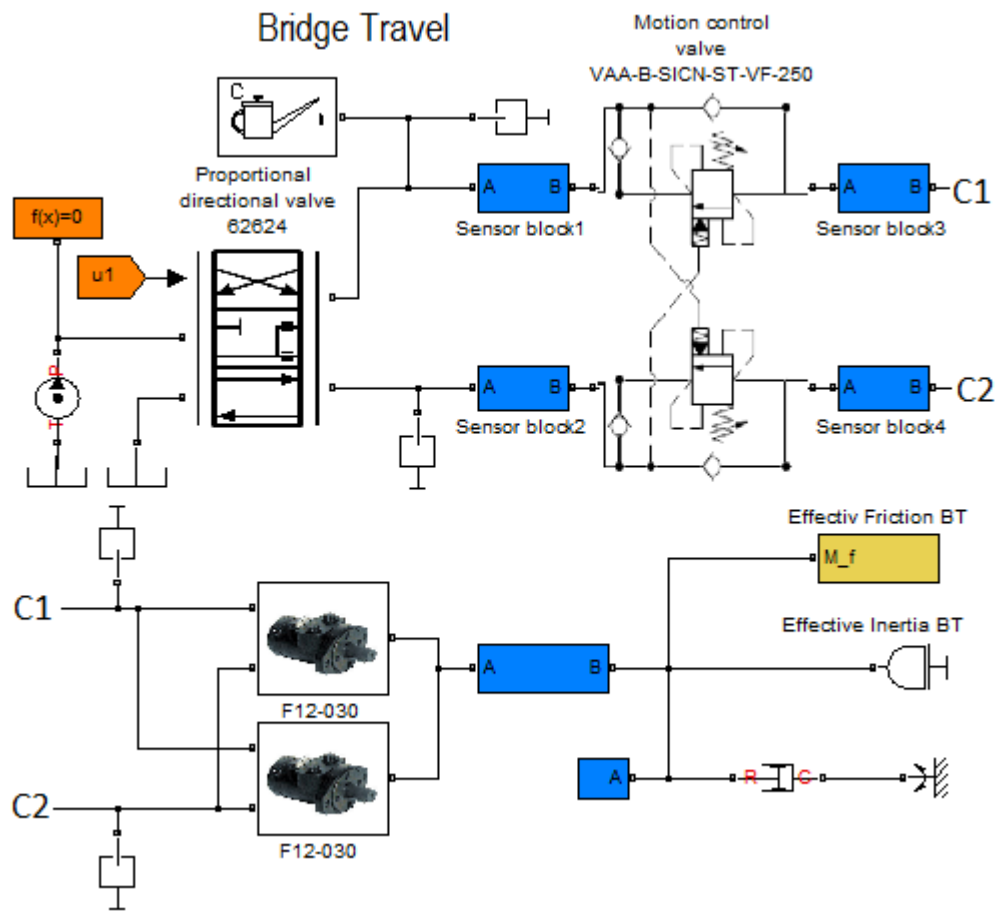 Bridge Travel
Motion control
valve
VAA-B-SICN-ST-VF-250
C
Proportional
directional valve
62624
f(x)=0
u1
P
T
A B
Sensor block1
A B
Sensor block3
C1
A B
Sensor block2
A B
Sensor block4
C2
Effectiv Friction BT
M_f
C1
Effective Inertia BT
A B
F12-030
A
R C
C2
F12-030